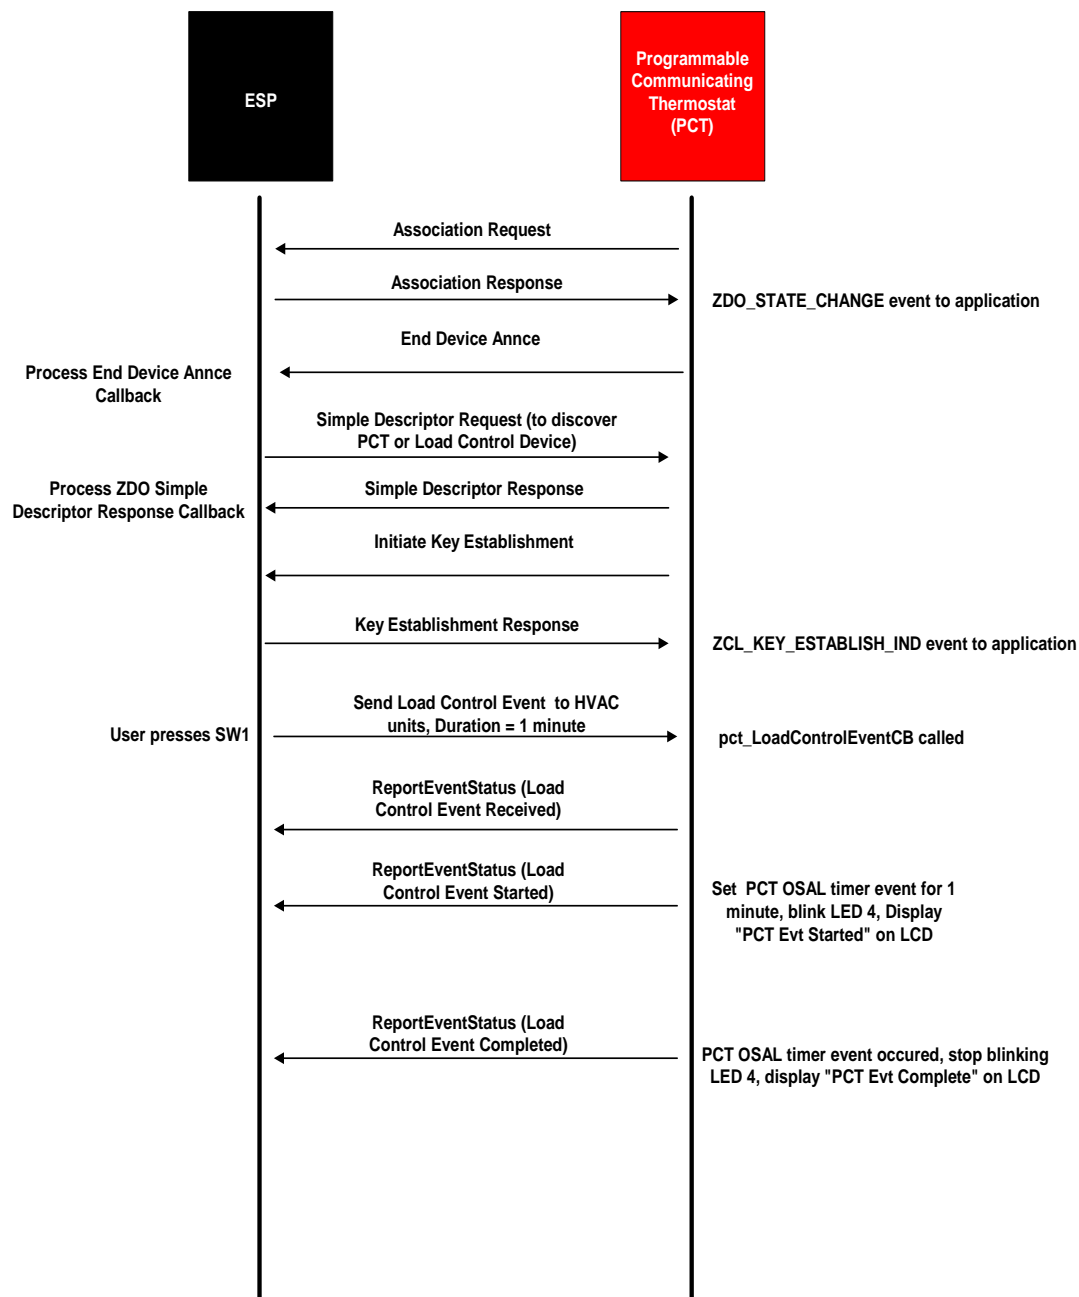 ESP
Programmable
Communicating
Thermostat
(PCT)
Association Request
Association Response
ZDO_STATE_CHANGE event to application
End Device Annce
Process End Device Annce
Callback
Simple Descriptor Request (to discover
PCT or Load Control Device)
Process ZDO Simple
Descriptor Response Callback
Simple Descriptor Response
Initiate Key Establishment
Key Establishment Response
ZCL_KEY_ESTABLISH_IND event to application
Send Load Control Event  to HVAC
units, Duration = 1 minute
User presses SW1
pct_LoadControlEventCB called
ReportEventStatus (Load
Control Event Received)
ReportEventStatus (Load
Control Event Started)
Set  PCT OSAL timer event for 1
minute, blink LED 4, Display
"PCT Evt Started" on LCD
ReportEventStatus (Load
Control Event Completed)
PCT OSAL timer event occured, stop blinking
LED 4, display "PCT Evt Complete" on LCD